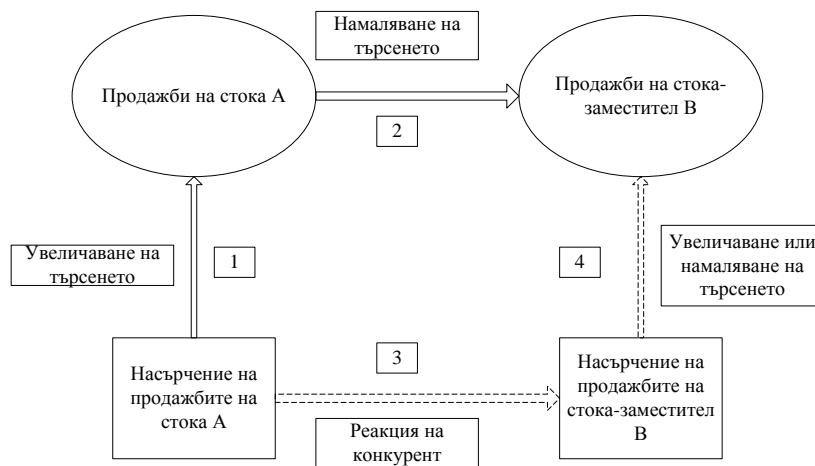 Намаляване на
търсенето
Продажби на стока А
Продажби на стока-
заместител В
2
Увеличаване на
търсенето
1
4
Увеличаване или
намаляване на
търсенето
3
Насърчение на
продажбите на
стока А
Насърчение на
продажбите на
стока-заместител
В
Реакция на
конкурент